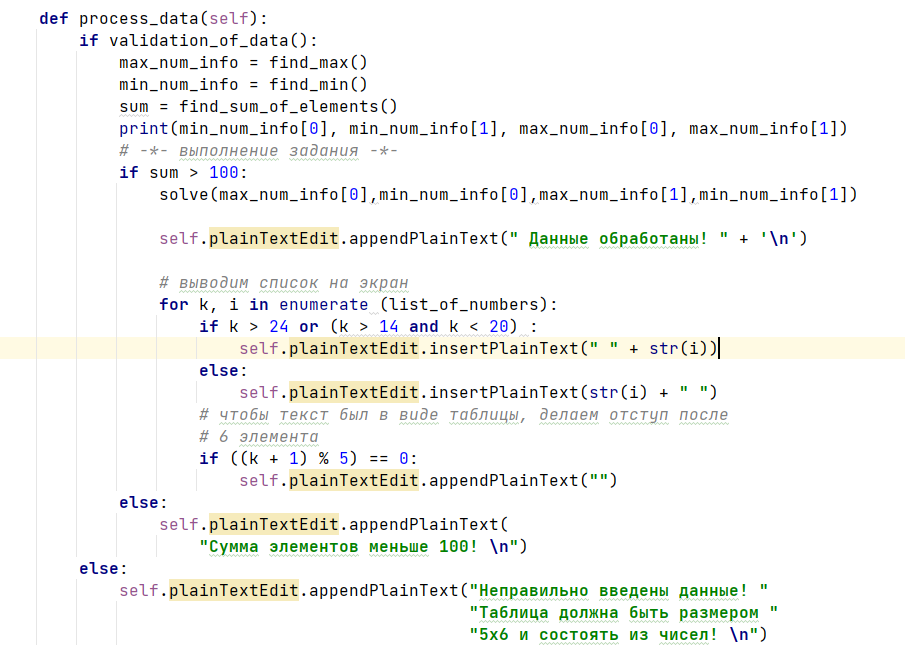 def process_data(self):
    if validation_of_data():
        max_num_info = find_max()
        min_num_info = find_min()
        sum = find_sum_of_elements()
        print(min_num_info[0], min_num_info[1], max_num_info[0], max_num_info[1])
        # -*- выполнение задания -*-
        if sum > 100:
            solve(max_num_info[0],min_num_info[0],max_num_info[1],min_num_info[1])

            self.plainTextEdit.appendPlainText(" Данные обработаны! " + '\n')

            # выводим список на экран
            for k, i in enumerate (list_of_numbers):
                if k > 24 or (k > 14 and k < 20) :
                    self.plainTextEdit.insertPlainText(" " + str(i))
                else:
                    self.plainTextEdit.insertPlainText(str(i) + " ")
                # чтобы текст был в виде таблицы, делаем отступ после
                # 6 элемента
                if ((k + 1) % 5) == 0:
                    self.plainTextEdit.appendPlainText("")
        else:
            self.plainTextEdit.appendPlainText(
                "Сумма элементов меньше 100! \n")
    else:
        self.plainTextEdit.appendPlainText("Неправильно введены данные! "
                                           "Таблица должна быть размером "
                                           "5х6 и состоять из чисел! \n")